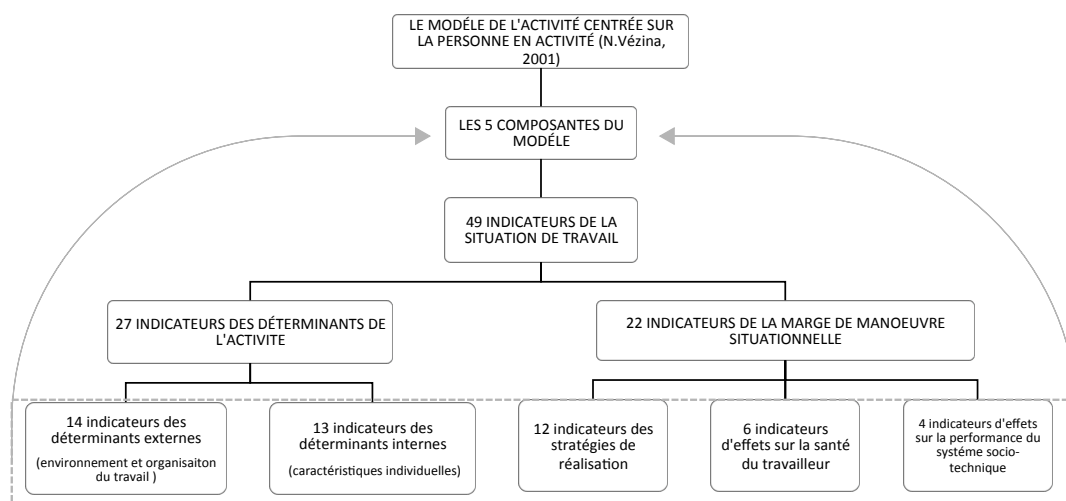 LE MODÉLE DE L'ACTIVITÉ CENTRÉE SUR
LA PERSONNE EN ACTIVITÉ (N.Vézina,
2001)
LES 5 COMPOSANTES DU
MODÉLE
49 INDICATEURS DE LA
SITUATION DE TRAVAIL
27 INDICATEURS DES DÉTERMINANTS DE
L'ACTIVITE
22 INDICATEURS DE LA MARGE DE MANOEUVRE
SITUATIONNELLE
14 indicateurs des
déterminants externes
(environnement et organisaiton
du travail )
13 indicateurs des
déterminants internes
(caractéristiques individuelles)
12 indicateurs des
stratégies de
réalisation
6 indicateurs
d'effets sur la santé
du travailleur
4 indicateurs d'effets
sur la performance du
systéme socio-
technique